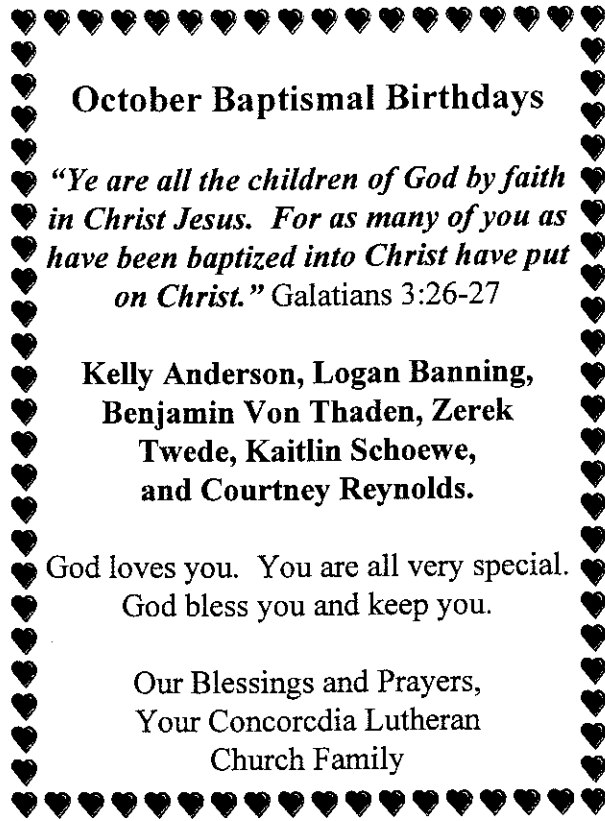 October Baptismal Birthdays
“Ye are all the children of God by faith
in Christ Jesus. For as many of you as
have been baptized into Christ have put
on Christ.” Galatians 3:26-27
Kelly Anderson, Logan Banning,
Benjamin Von Thaden, Zerek
Twede, Kaitlin Schoewe,
and Courtney Reynolds.
God loves you. You are all very special.
God bless you and keep you.
Our Blessings and Prayers,
Your Concorcdia Lutheran
Church Family